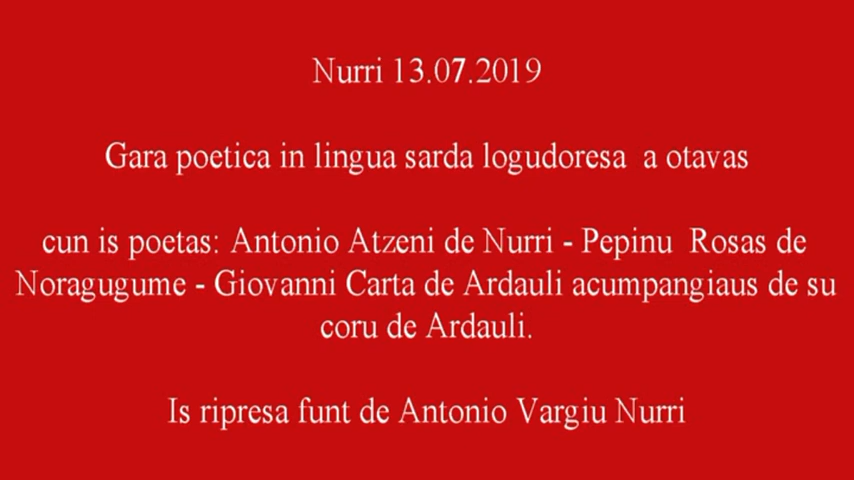 Nurri 13.07.2019
Gara poetica in lingua sarda logudoresa a otavas
cun is poetas: Antonio Atzeni de Nurri - Pepinu Rosas de
Noragugume - Giovanni Carta de Ardauli acumpangiaus de su
coru de Ardauli.
Is ripresa funt de Antonio Vargiu Nurri